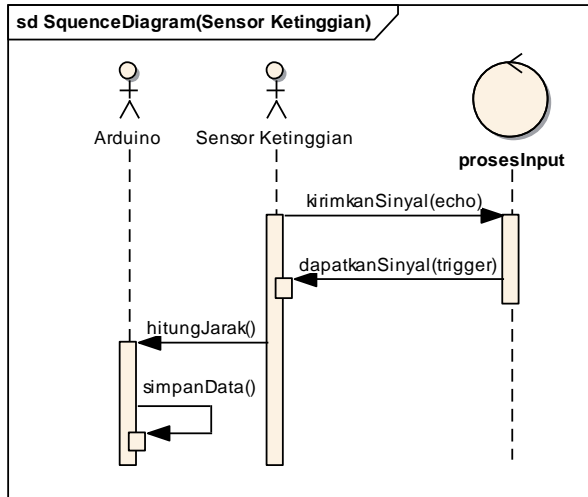 sd SquenceDiagram(Sensor Ketinggian)
Arduino
Sensor Ketinggian
prosesInput
kirimkanSinyal(echo)
dapatkanSinyal(trigger)
hitungJarak()
simpanData()